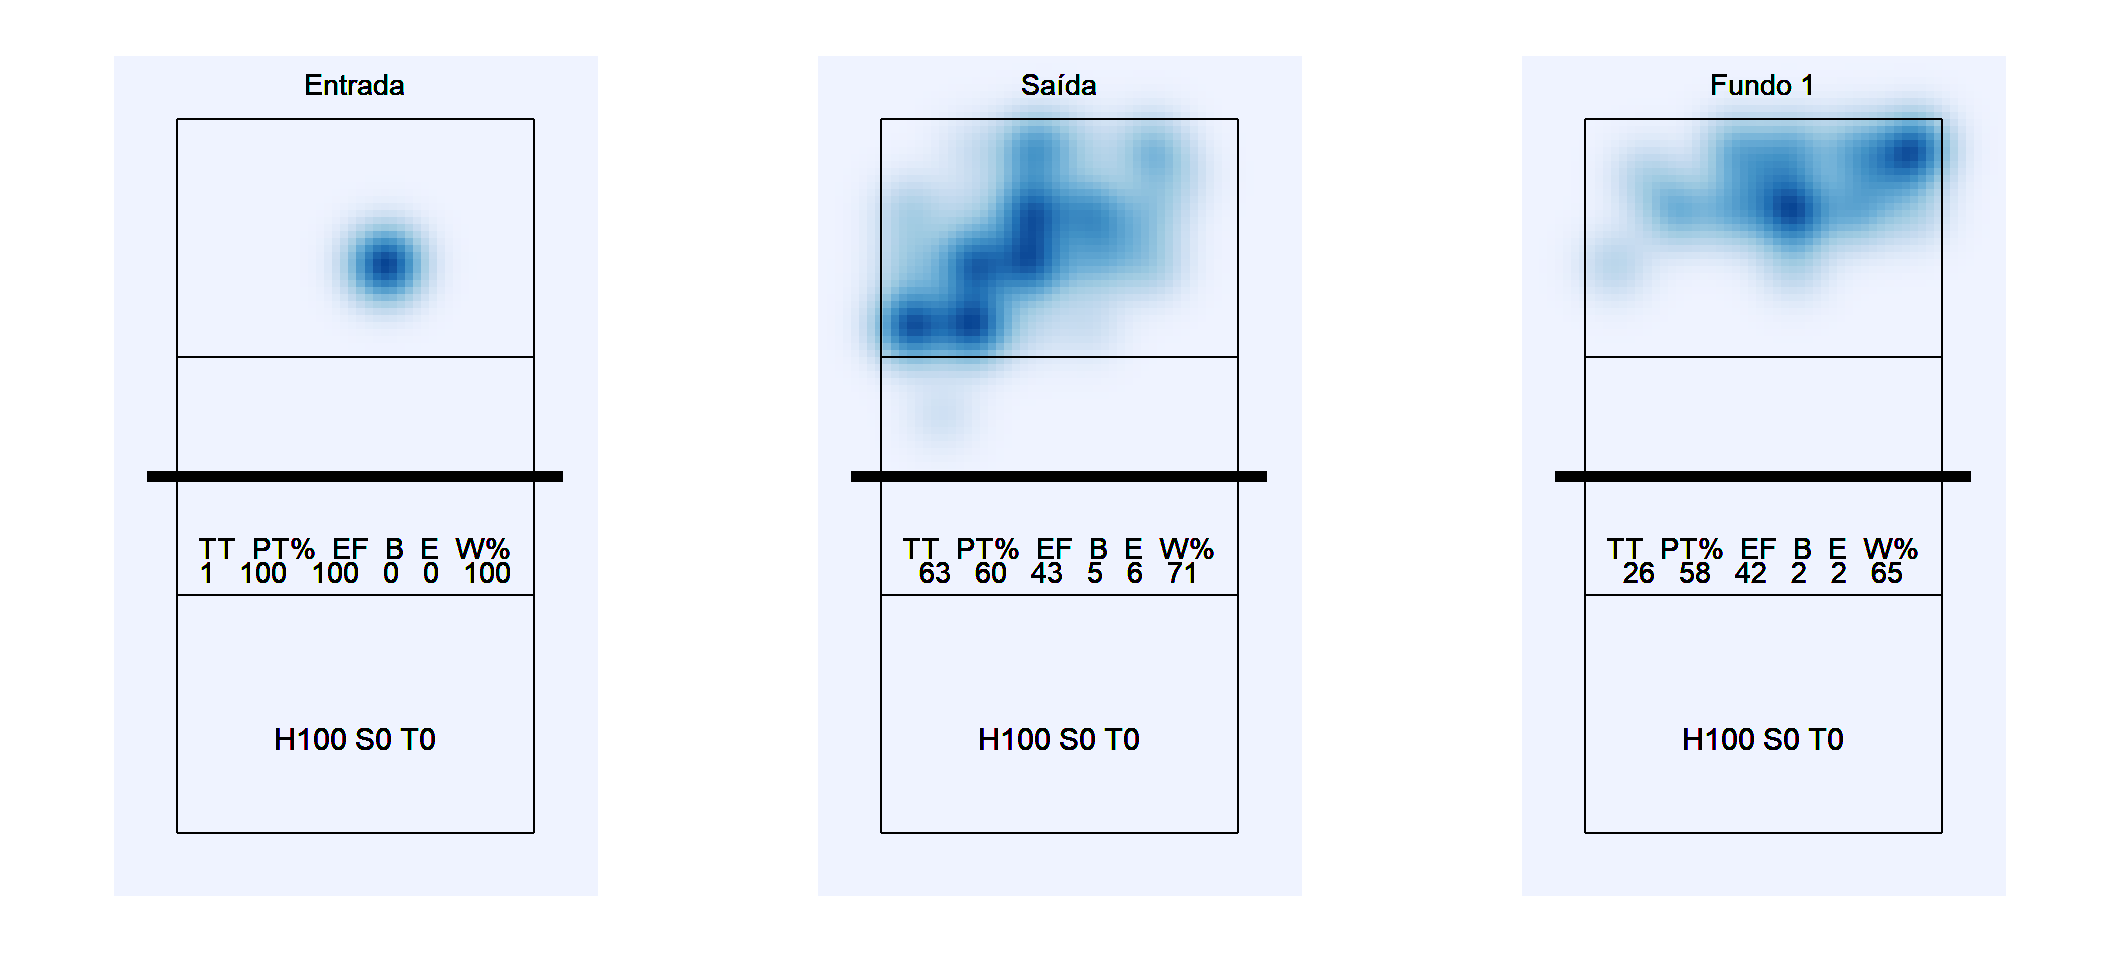 Entrada
TT PT% EF B E W%
1 100 100 0 0 100
H100 S0 T0
Saída
TT PT% EF B E W%
63 60 43 5 6 71
H100 S0 T0
Fundo 1
TT PT% EF B E W%
26 58 42 2 2 65
H100 S0 T0